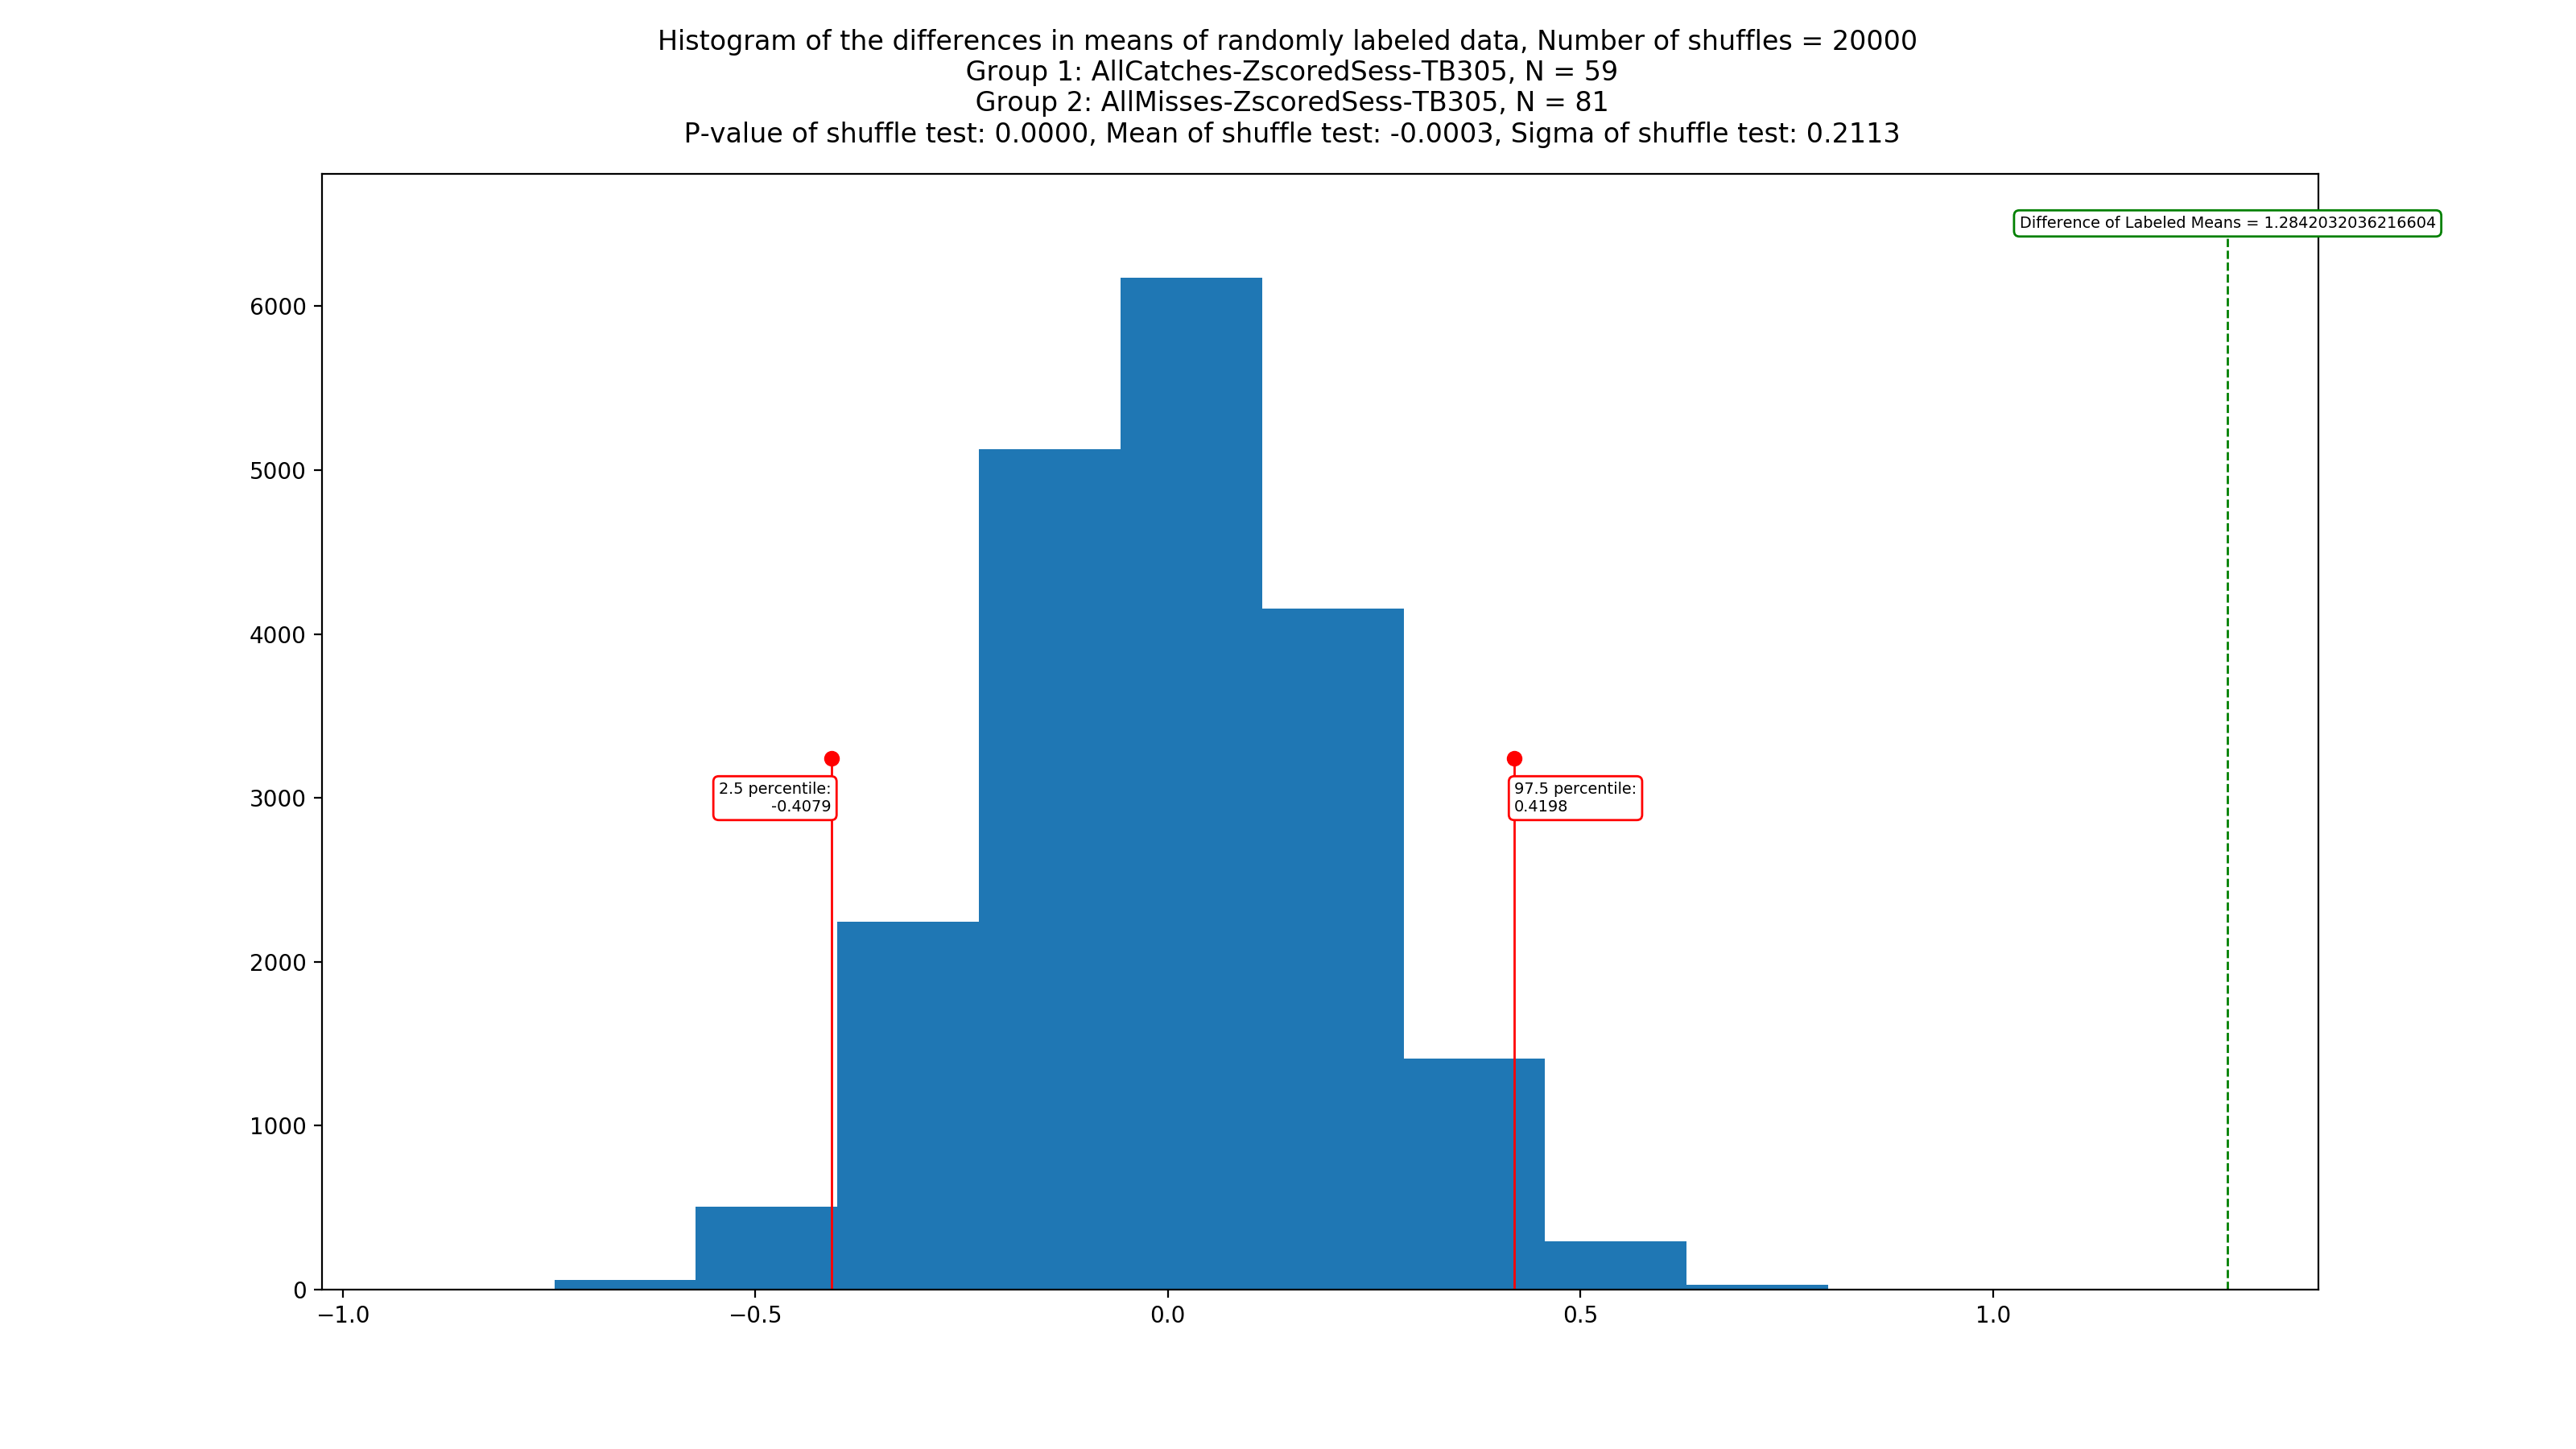 Histogram of the differences in means of randomly labeled data, Number of shuffles = 20000
Group 1: AllCatches-ZscoredSess-TB305, N = 59
Group 2: AllMisses-ZscoredSess-TB305, N = 81
P-value of shuffle test: 0.0000, Mean of shuffle test: -0.0003, Sigma of shuffle test: 0.2113
Difference of Labeled Means = 1.2842032036216604
6000
5000
4000
3000
2000
1000
0
2.5 percentile:
-0.4079
97.5 percentile:
0.4198
−1.0
−0.5
0.0
0.5
1.0